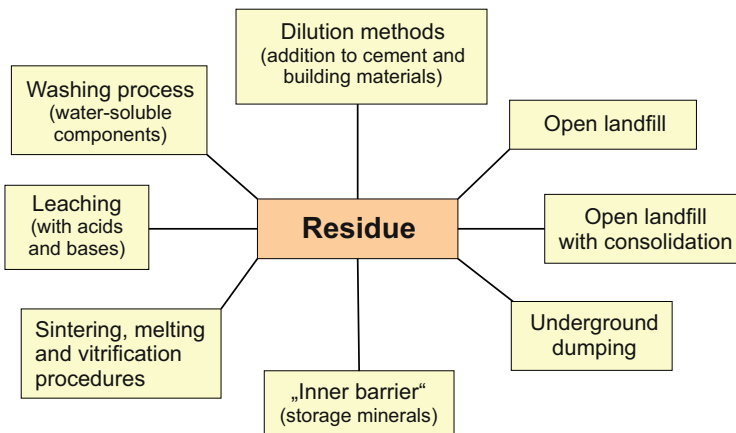 Dilution methods
(addition to cement and
building materials)
Washing process
(water-soluble
components)
Open landfill
Leaching
(with acids
and bases)
Residue
Open landfill
with consolidation
Sintering, melting
and vitrification
procedures
„Inner barrier“
(storage minerals)
Underground
dumping